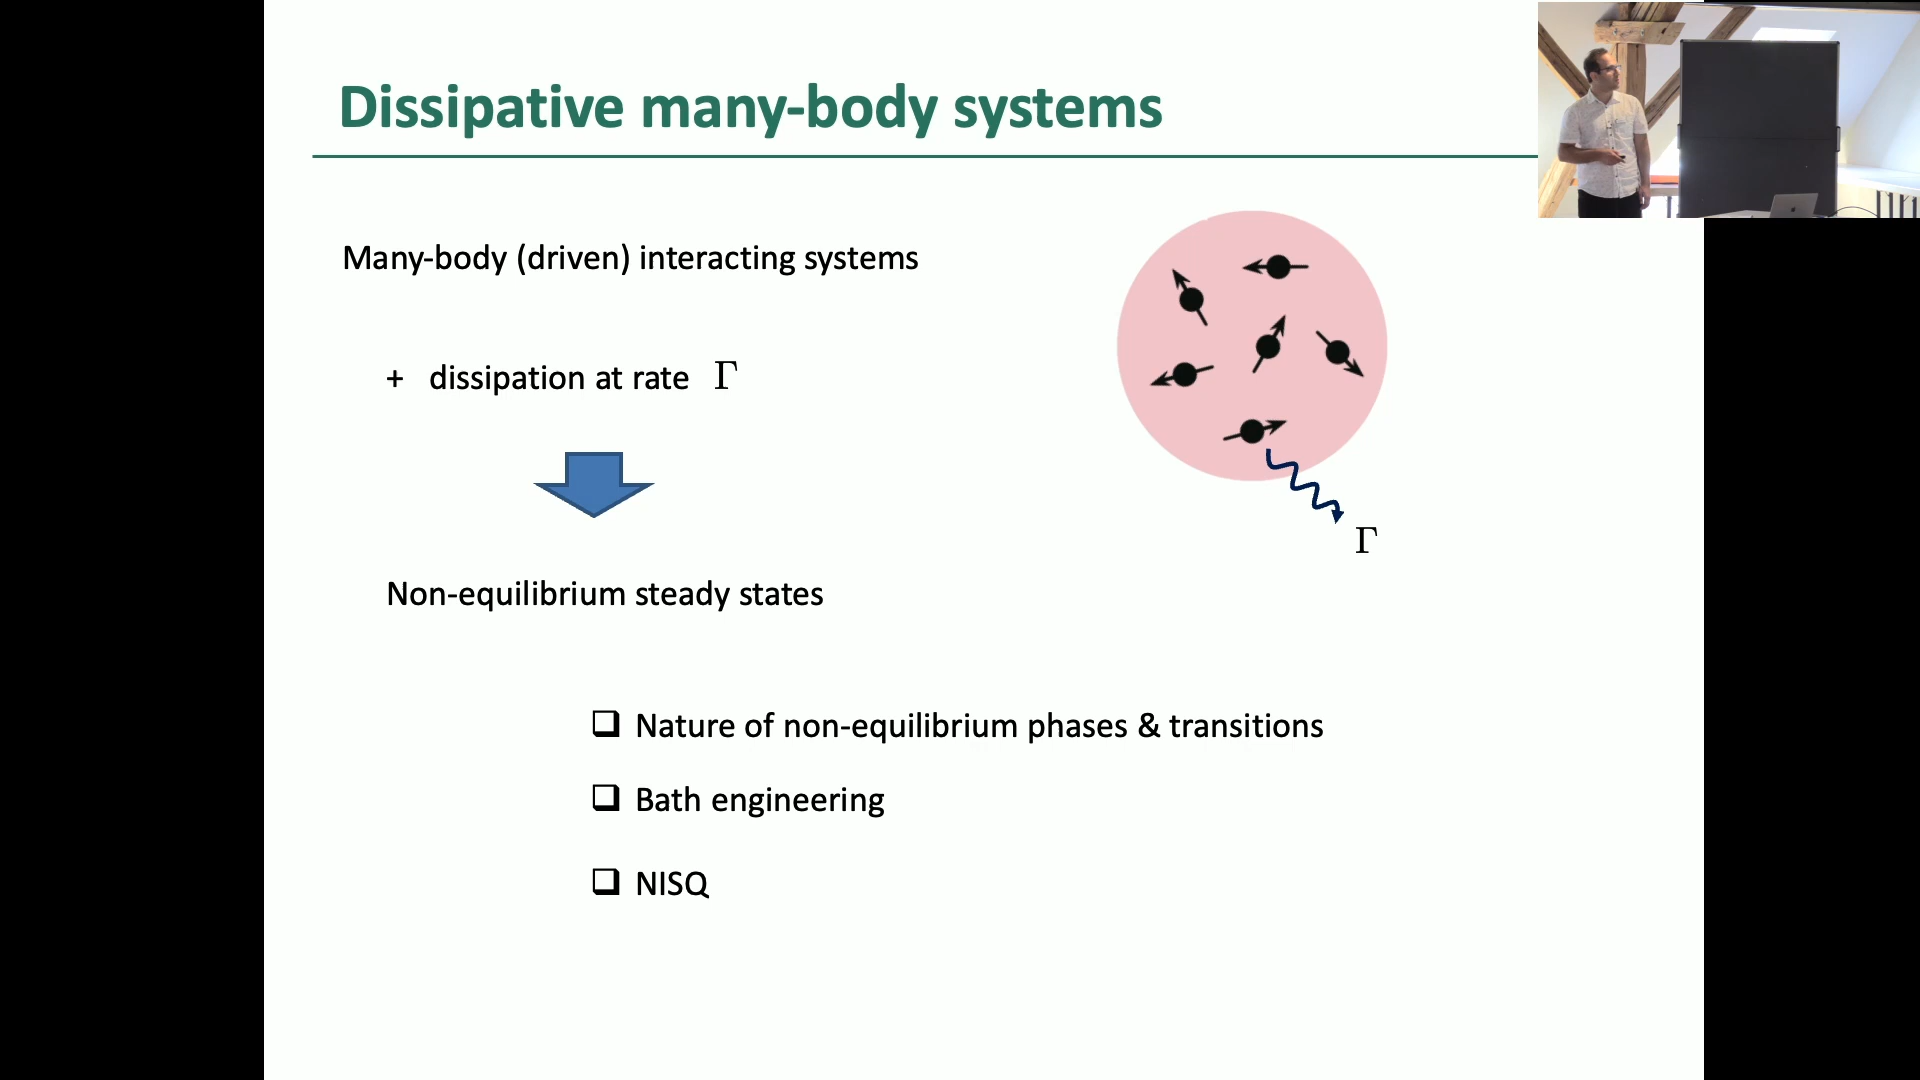 Dissipative many-body systems
Many-body (driven) interacting systems
+ dissipation at rate Γ
Γ
Non-equilibrium steady states
❑ Nature of non-equilibrium phases & transitions
❑ Bath engineering
❑ NISQ